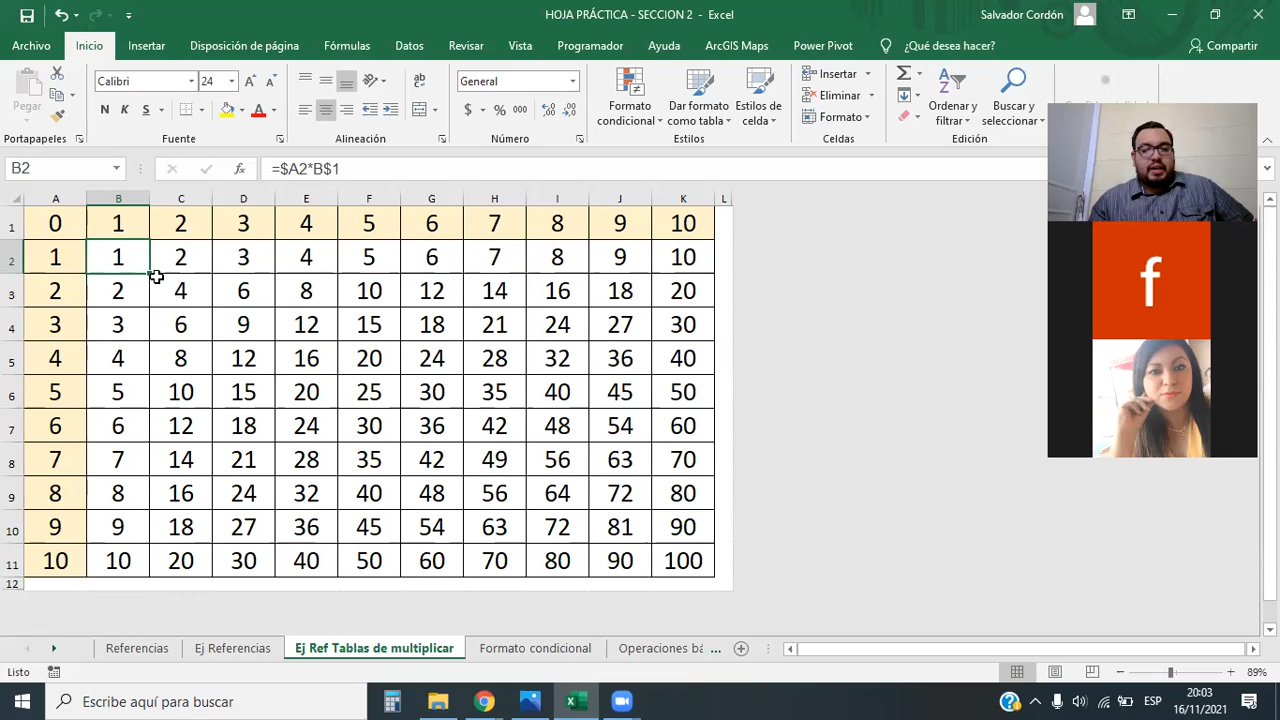 HOJA PRÁCTICA - SECCION 2 - Excel
Salvador Cordón
Archivo Inicio Insertar Disposición de página Fórmulas Datos Revisar Vista Programador Ayuda ArcGIS Maps Power Pivot ¿Qué desea hacer? Compartir
Pegar
Portapapeles
Calibri 24
N K S
Fuente
Alineación
General
$ % 000
Número
Formato condicional
Dar formato como tabla
Estilos de celda
Estilos
Insertar
Eliminar
Formato
Celdas
Ordenar y filtrar
Buscar y seleccionar
Edición
B2 fx =$A2*B$1
A B C D E F G H I J K L
1 0 1 2 3 4 5 6 7 8 9 10
2 1 1 2 3 4 5 6 7 8 9 10
3 2 2 4 6 8 10 12 14 16 18 20
4 3 3 6 9 12 15 18 21 24 27 30
5 4 4 8 12 16 20 24 28 32 36 40
6 5 5 10 15 20 25 30 35 40 45 50
7 6 6 12 18 24 30 36 42 48 54 60
8 7 7 14 21 28 35 42 49 56 63 70
9 8 8 16 24 32 40 48 56 64 72 80
10 9 9 18 27 36 45 54 63 72 81 90
11 10 10 20 30 40 50 60 70 80 90 100
12
f
Referencias Ej Referencias Ej Ref Tablas de multiplicar Formato condicional Operaciones bá ...
Listo 89%
Escribe aquí para buscar
ESP
20:03
16/11/2021